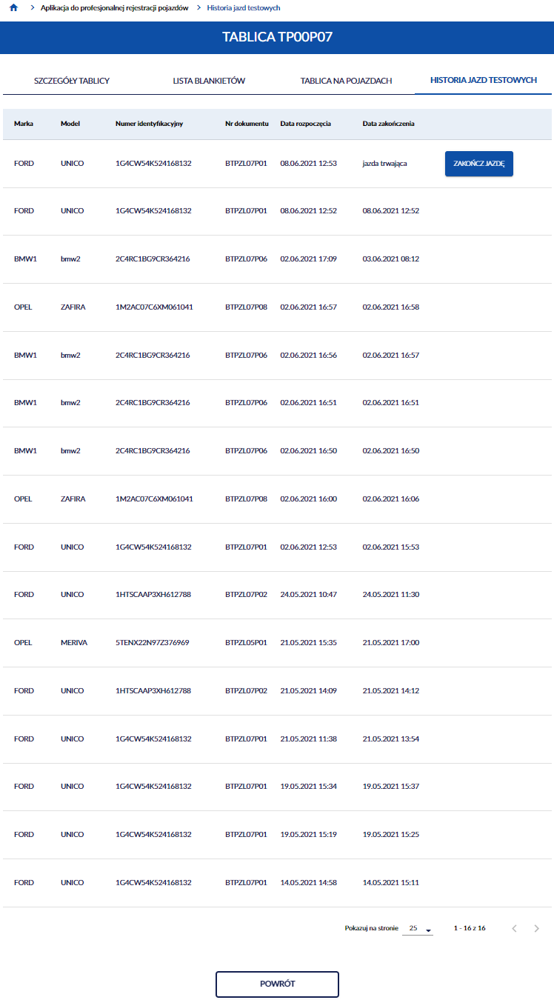 Aplikacja do profesjonalnej rejestracji pojazdów > Historia jazd testowych
TABLICA TP00P07
SZCZEGÓŁY TABLICY LISTA BLANKIETÓW TABLICA NA POJAZDACH HISTORIA JAZD TESTOWYCH
Marka Model Numer identyfikacyjny Nr dokumentu Data rozpoczęcia Data zakończenia
FORD UNICO 1G4CW54K524168132 BTPZL07P01 08.06.2021 12:53 jazda trwająca ZAKOŃCZ JAZDĘ
FORD UNICO 1G4CW54K524168132 BTPZL07P01 08.06.2021 12:52 08.06.2021 12:52
BMW1 bmw2 2C4RC1BG9CR364216 BTPZL07P06 02.06.2021 17:09 03.06.2021 08:12
OPEL ZAFIRA 1M2AC07C6XM061041 BTPZL07P08 02.06.2021 16:57 02.06.2021 16:58
BMW1 bmw2 2C4RC1BG9CR364216 BTPZL07P06 02.06.2021 16:56 02.06.2021 16:57
BMW1 bmw2 2C4RC1BG9CR364216 BTPZL07P06 02.06.2021 16:51 02.06.2021 16:51
BMW1 bmw2 2C4RC1BG9CR364216 BTPZL07P06 02.06.2021 16:50 02.06.2021 16:50
OPEL ZAFIRA 1M2AC07C6XM061041 BTPZL07P08 02.06.2021 16:00 02.06.2021 16:06
FORD UNICO 1G4CW54K524168132 BTPZL07P01 02.06.2021 12:53 02.06.2021 15:53
FORD UNICO 1HTSCAAP3XH612788 BTPZL07P02 24.05.2021 10:47 24.05.2021 11:30
OPEL MERIVA 5TENX22N97Z376969 BTPZL05P01 21.05.2021 15:35 21.05.2021 17:00
FORD UNICO 1HTSCAAP3XH612788 BTPZL07P02 21.05.2021 14:09 21.05.2021 14:12
FORD UNICO 1G4CW54K524168132 BTPZL07P01 21.05.2021 11:38 21.05.2021 13:54
FORD UNICO 1G4CW54K524168132 BTPZL07P01 19.05.2021 15:34 19.05.2021 15:37
FORD UNICO 1G4CW54K524168132 BTPZL07P01 19.05.2021 15:19 19.05.2021 15:25
FORD UNICO 1G4CW54K524168132 BTPZL07P01 14.05.2021 14:58 14.05.2021 15:11
Pokazuj na stronie 25 1 - 16 z 16
POWRÓT